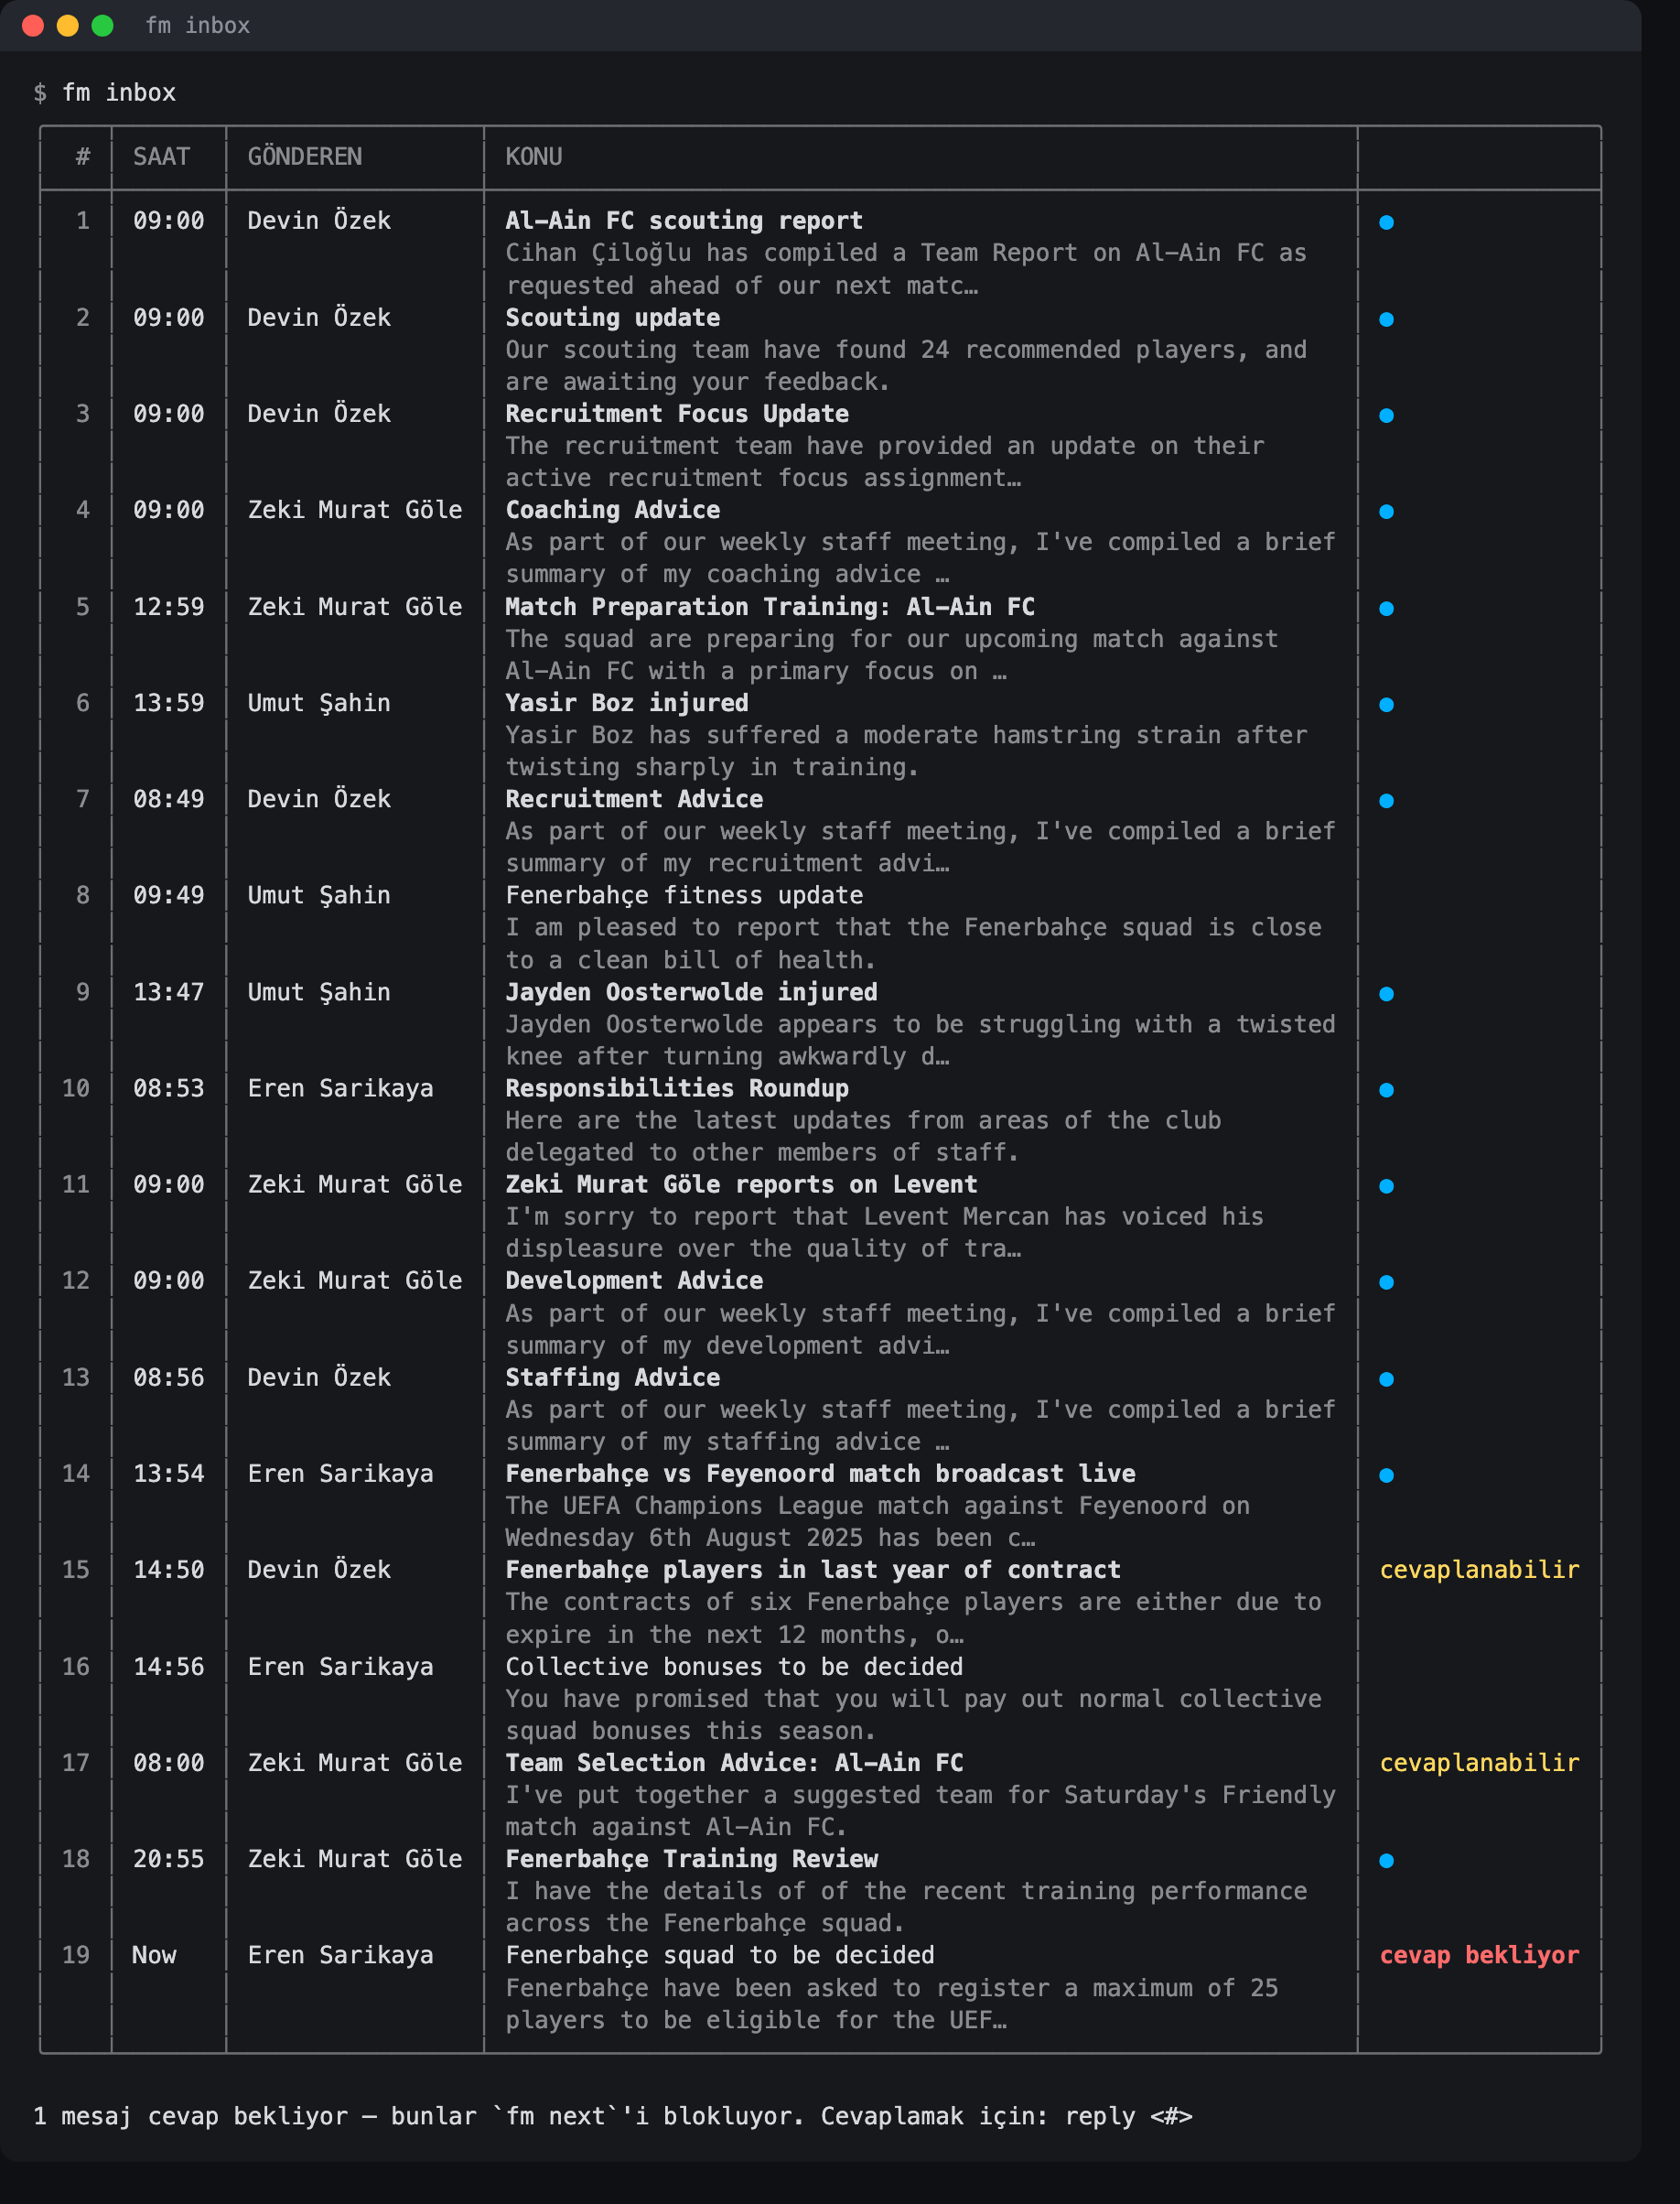 fm inbox
$ fm inbox
# SAAT GÖNDEREN KONU
1 09:00 Devin Özek Al-Ain FC scouting report ●
Cihan Çiloğlu has compiled a Team Report on Al-Ain FC as
requested ahead of our next matc…
2 09:00 Devin Özek Scouting update ●
Our scouting team have found 24 recommended players, and
are awaiting your feedback.
3 09:00 Devin Özek Recruitment Focus Update ●
The recruitment team have provided an update on their
active recruitment focus assignment…
4 09:00 Zeki Murat Göle Coaching Advice ●
As part of our weekly staff meeting, I've compiled a brief
summary of my coaching advice …
5 12:59 Zeki Murat Göle Match Preparation Training: Al-Ain FC ●
The squad are preparing for our upcoming match against
Al-Ain FC with a primary focus on …
6 13:59 Umut Şahin Yasir Boz injured ●
Yasir Boz has suffered a moderate hamstring strain after
twisting sharply in training.
7 08:49 Devin Özek Recruitment Advice ●
As part of our weekly staff meeting, I've compiled a brief
summary of my recruitment advi…
8 09:49 Umut Şahin Fenerbahçe fitness update
I am pleased to report that the Fenerbahçe squad is close
to a clean bill of health.
9 13:47 Umut Şahin Jayden Oosterwolde injured ●
Jayden Oosterwolde appears to be struggling with a twisted
knee after turning awkwardly d…
10 08:53 Eren Sarikaya Responsibilities Roundup ●
Here are the latest updates from areas of the club
delegated to other members of staff.
11 09:00 Zeki Murat Göle Zeki Murat Göle reports on Levent ●
I'm sorry to report that Levent Mercan has voiced his
displeasure over the quality of tra…
12 09:00 Zeki Murat Göle Development Advice ●
As part of our weekly staff meeting, I've compiled a brief
summary of my development advi…
13 08:56 Devin Özek Staffing Advice ●
As part of our weekly staff meeting, I've compiled a brief
summary of my staffing advice …
14 13:54 Eren Sarikaya Fenerbahçe vs Feyenoord match broadcast live ●
The UEFA Champions League match against Feyenoord on
Wednesday 6th August 2025 has been c…
15 14:50 Devin Özek Fenerbahçe players in last year of contract cevaplanabilir
The contracts of six Fenerbahçe players are either due to
expire in the next 12 months, o…
16 14:56 Eren Sarikaya Collective bonuses to be decided
You have promised that you will pay out normal collective
squad bonuses this season.
17 08:00 Zeki Murat Göle Team Selection Advice: Al-Ain FC cevaplanabilir
I've put together a suggested team for Saturday's Friendly
match against Al-Ain FC.
18 20:55 Zeki Murat Göle Fenerbahçe Training Review ●
I have the details of of the recent training performance
across the Fenerbahçe squad.
19 Now Eren Sarikaya Fenerbahçe squad to be decided cevap bekliyor
Fenerbahçe have been asked to register a maximum of 25
players to be eligible for the UEF…
1 mesaj cevap bekliyor — bunlar `fm next`'i blokluyor. Cevaplamak için: reply <#>